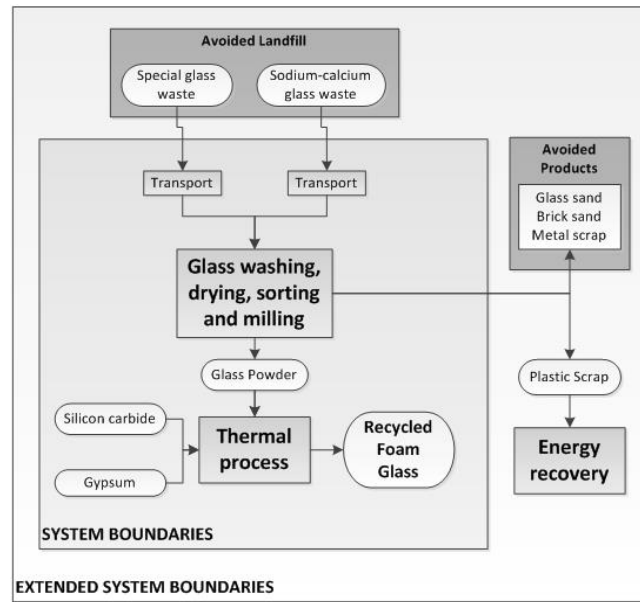 Avoided Landfill
Special glass
waste
Sodium-calcium
glass waste
Transport
Transport
Avoided
Products
Glass sand
Brick sand
Metal scrap
Glass washing,
drying, sorting
and milling
Glass Powder
Plastic Scrap
Silicon carbide
Gypsum
Thermal
process
Recycled
Foam
Glass
Energy
recovery
SYSTEM BOUNDARIES
EXTENDED SYSTEM BOUNDARIES